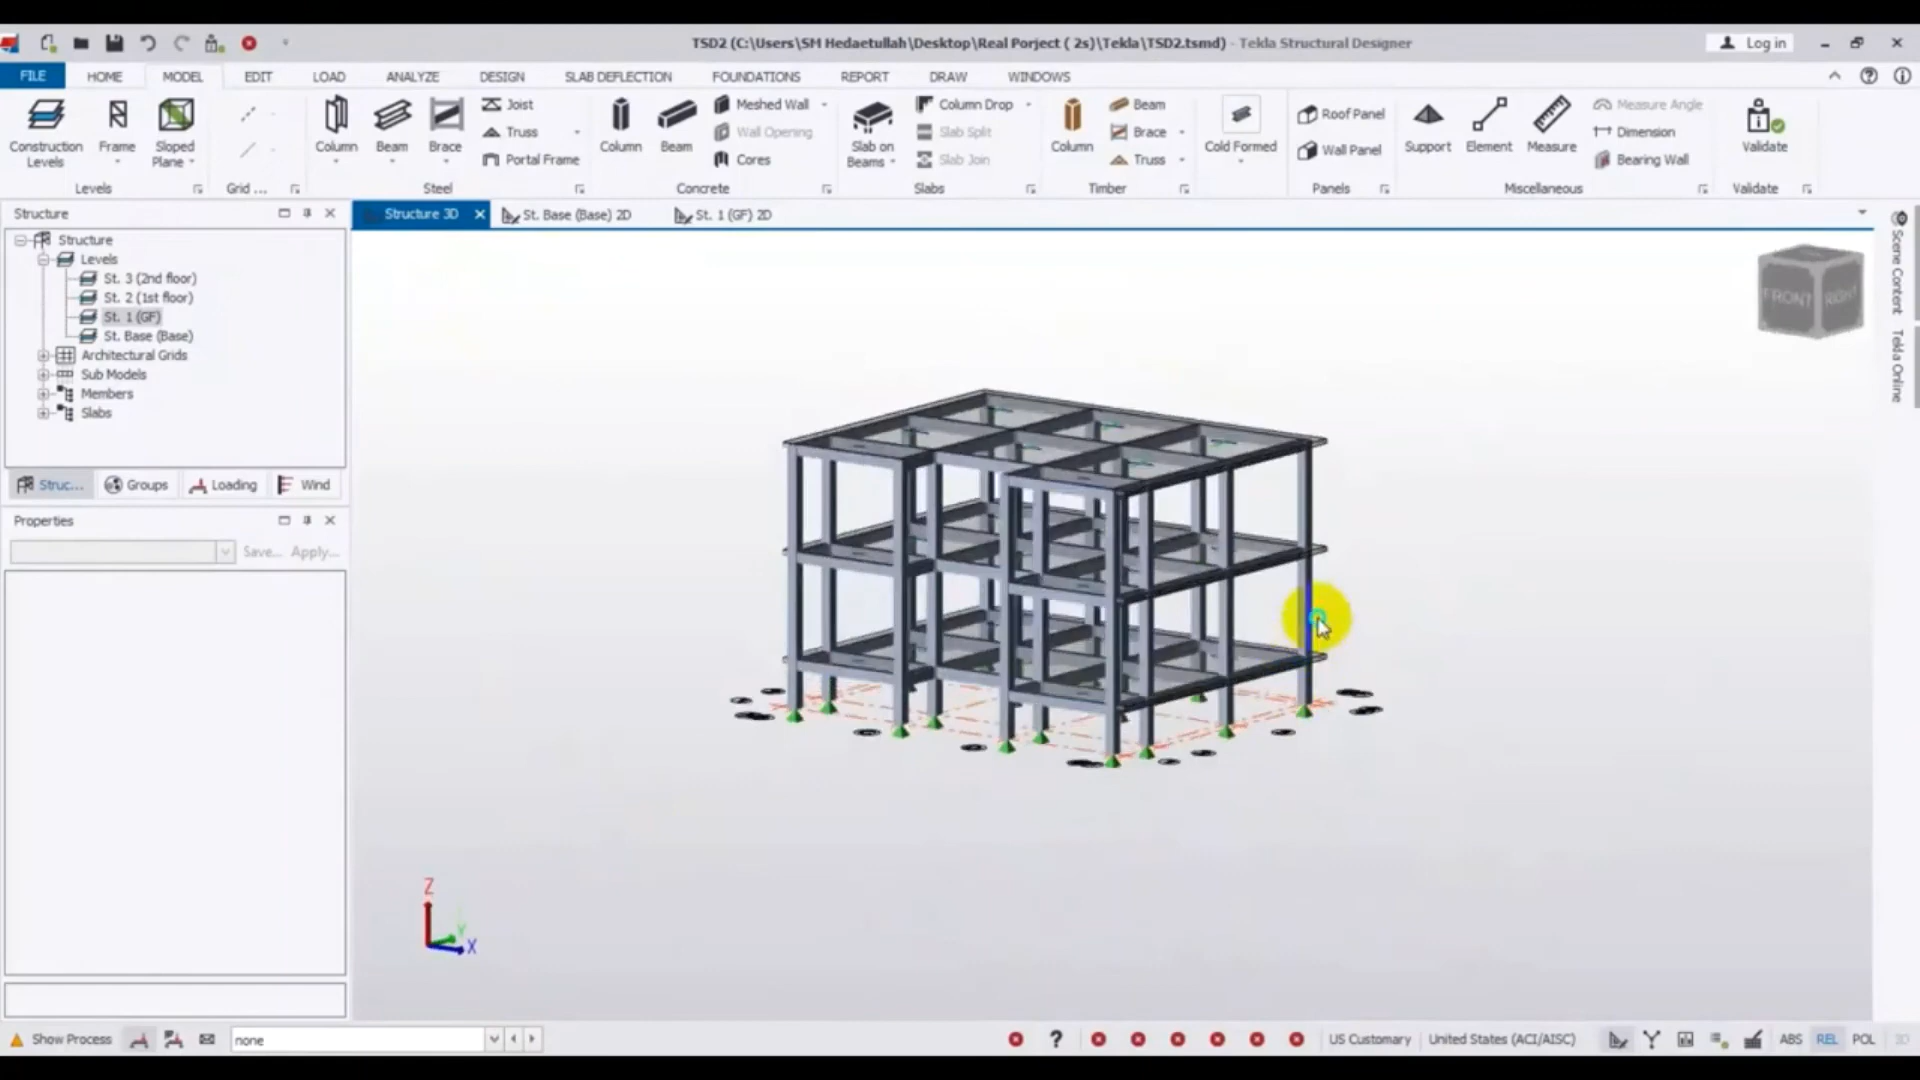 TSD2 (C:\Users\SM Hedaetullah\Desktop\Real Porject ( 2s)\Tekla\TSD2.tsmd) - Tekla Structural Designer
Log in
FILE HOME MODEL EDIT LOAD ANALYZE DESIGN SLAB DEFLECTION FOUNDATIONS REPORT DRAW WINDOWS
Construction Levels
Frame
Sloped Plane
Levels
Grid ...
Column
Beam
Brace
Joist
Truss
Portal Frame
Steel
Column
Beam
Meshed Wall
Wall Opening
Cores
Concrete
Slab on Beams
Column Drop
Slab Split
Slab Join
Slabs
Column
Beam
Brace
Truss
Timber
Cold Formed
Roof Panel
Wall Panel
Panels
Support
Element
Measure
Measure Angle
Dimension
Bearing Wall
Miscellaneous
Validate
Validate
Structure
Structure 3D
St. Base (Base) 2D
St. 1 (GF) 2D
Structure
Levels
St. 3 (2nd floor)
St. 2 (1st floor)
St. 1 (GF)
St. Base (Base)
Architectural Grids
Sub Models
Members
Slabs
Struc...
Groups
Loading
Wind
Properties
Save... Apply...
FRONT
RIGHT
Scene Content
Tekla Online
Z
Y
X
Show Process
none
US Customary
United States (ACI/AISC)
ABS
REL
POL